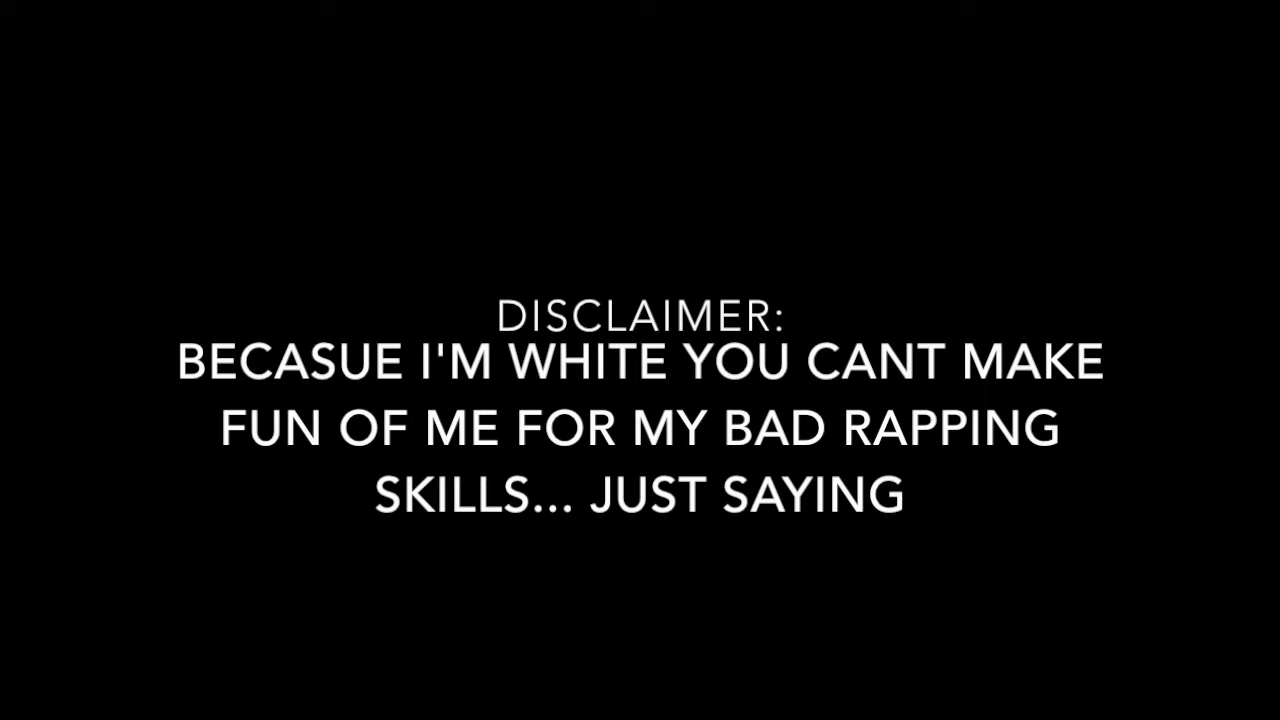 DISCLAIMER:
BECASUE I'M WHITE YOU CANT MAKE
FUN OF ME FOR MY BAD RAPPING
SKILLS... JUST SAYING